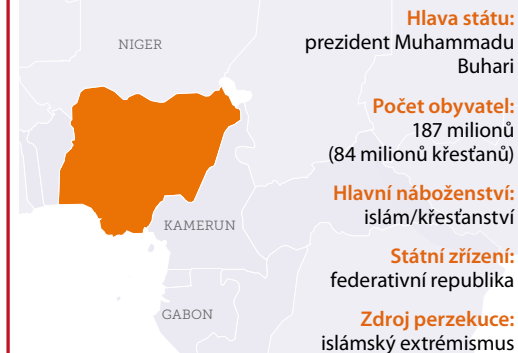 NIGER
KAMERUN
GABON
Hlava státu:
prezident Muhammadu
Buhari
Počet obyvatel:
187 milionů
(84 milionů křesťanů)
Hlavní náboženství:
islám/křesťanství
Státní zřízení:
federativní republika
Zdroj perzekuce:
islámský extrémismus